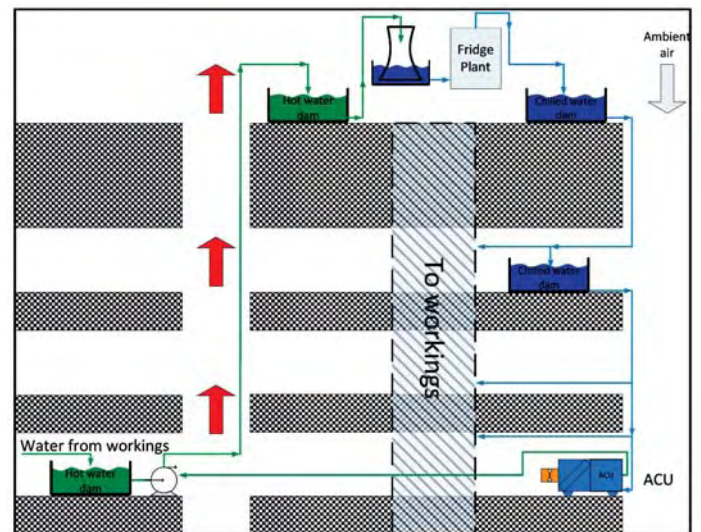 Ambient
air
Fridge
Plant
Hot water
dam
Chilled water
dam
Chilled water
dam
To workings
Water from workings
Hot water
dam
ACU
ACU